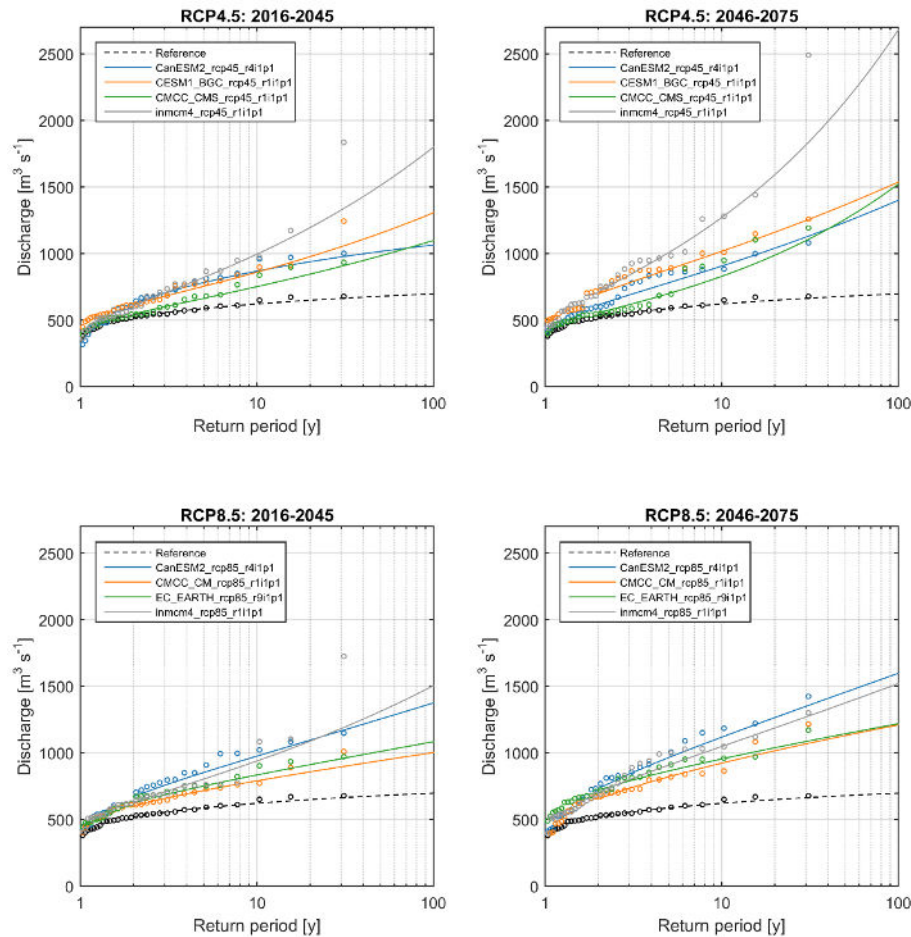 RCP4.5: 2016-2045
Reference
CanESM2_rcp45_r4i1p1
CESM1_BGC_rcp45_r1i1p1
CMCC_CMS_rcp45_r1i1p1
inmcm4_rcp45_r1i1p1
2500
2000
1500
1000
500
0
Discharge [m³ s⁻¹]
1
10
100
Return period [y]
RCP4.5: 2046-2075
Reference
CanESM2_rcp45_r4i1p1
CESM1_BGC_rcp45_r1i1p1
CMCC_CMS_rcp45_r1i1p1
inmcm4_rcp45_r1i1p1
2500
2000
1500
1000
500
0
Discharge [m³ s⁻¹]
1
10
100
Return period [y]
RCP8.5: 2016-2045
Reference
CanESM2_rcp85_r4i1p1
CMCC_CM_rcp85_r1i1p1
EC_EARTH_rcp85_r9i1p1
inmcm4_rcp85_r1i1p1
2500
2000
1500
1000
500
0
Discharge [m³ s⁻¹]
1
10
100
Return period [y]
RCP8.5: 2046-2075
Reference
CanESM2_rcp85_r4i1p1
CMCC_CM_rcp85_r1i1p1
EC_EARTH_rcp85_r9i1p1
inmcm4_rcp85_r1i1p1
2500
2000
1500
1000
500
0
Discharge [m³ s⁻¹]
1
10
100
Return period [y]